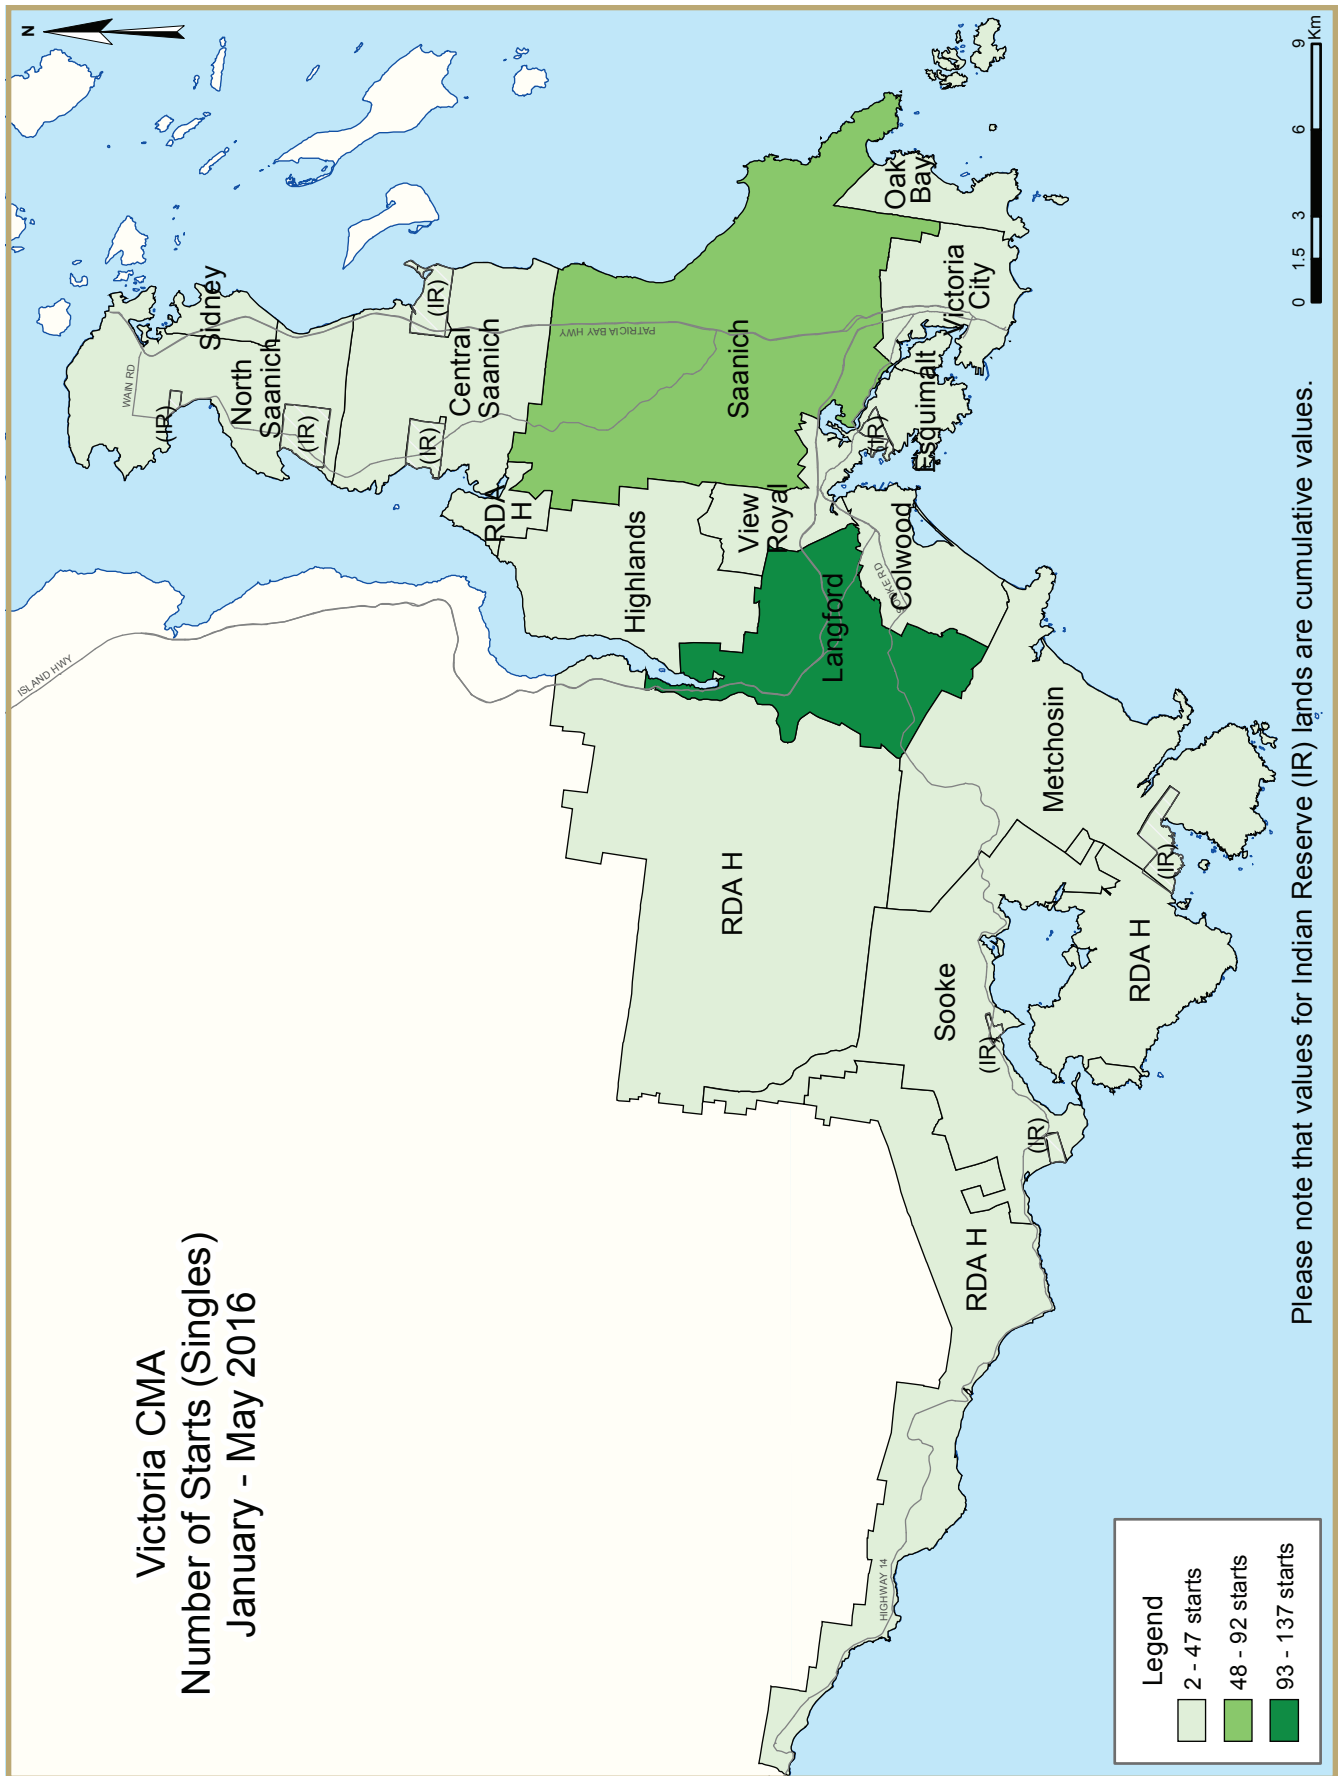 Victoria CMA
Number of Starts (Singles)
January - May 2016
N
ISLAND HWY
WAIN RD
Sidney
North
Saanich
(IR)
(IR)
(IR)
(IR)
Central
Saanich
PATRICIA BAY HWY
RDA
H
Saanich
Highlands
View
Royal
Oak
Bay
Victoria
City
Esquimalt
(IR)
Langford
Colwood
SOOKE RD
Metchosin
(IR)
RDA H
Sooke
(IR)
RDA H
(IR)
RDA H
HIGHWAY 14
Legend
2 - 47 starts
48 - 92 starts
93 - 137 starts
0 1.5 3 6 9
Km
Please note that values for Indian Reserve (IR) lands are cumulative values.